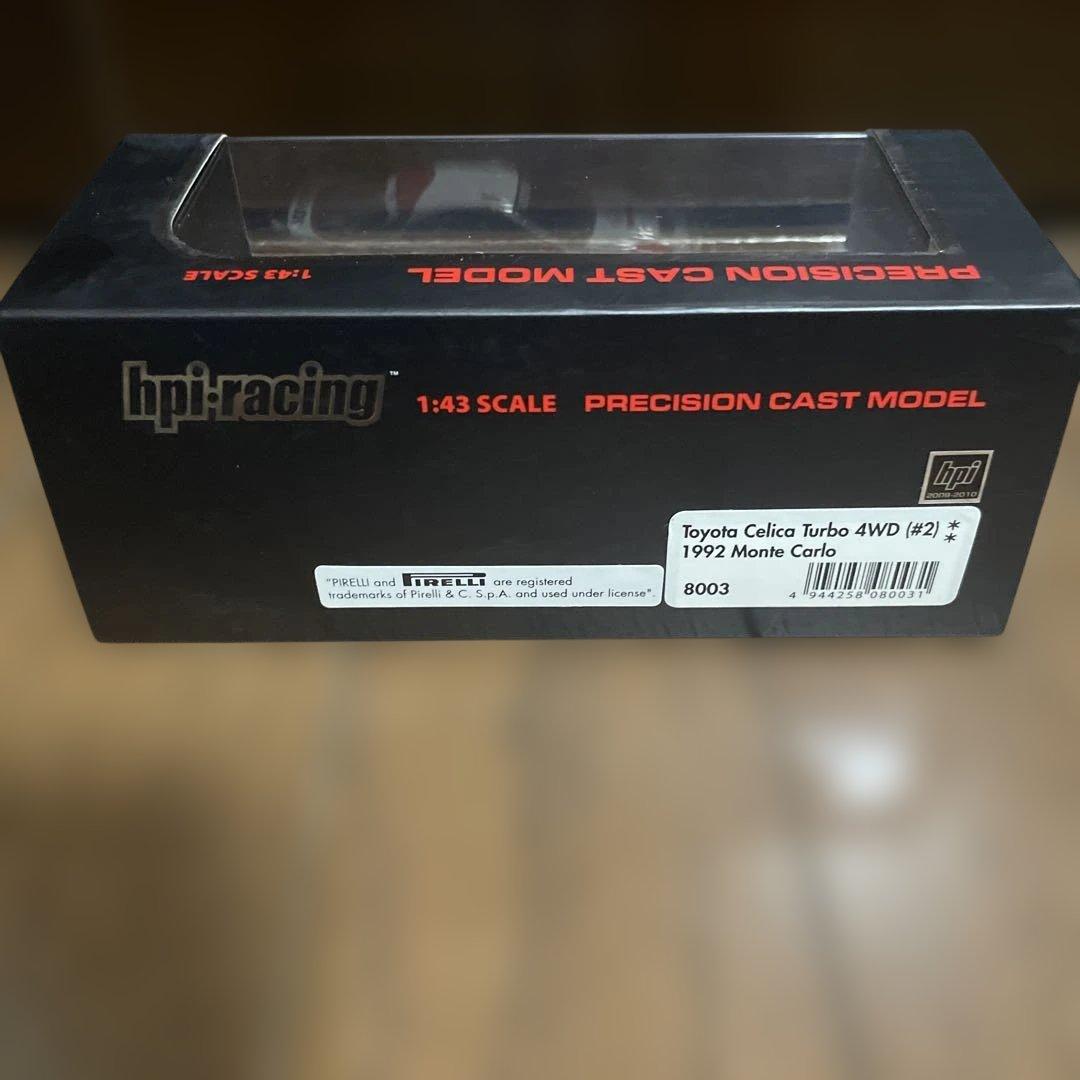 1:43 SCALE PRECISION CAST MODEL
hpi·racing™ 1:43 SCALE PRECISION CAST MODEL
hpi
2009-2010
Toyota Celica Turbo 4WD (#2) **
1992 Monte Carlo
8003
4 944258 080031
"PIRELLI and PIRELLI are registered
trademarks of Pirelli & C. S.p.A. and used under license".